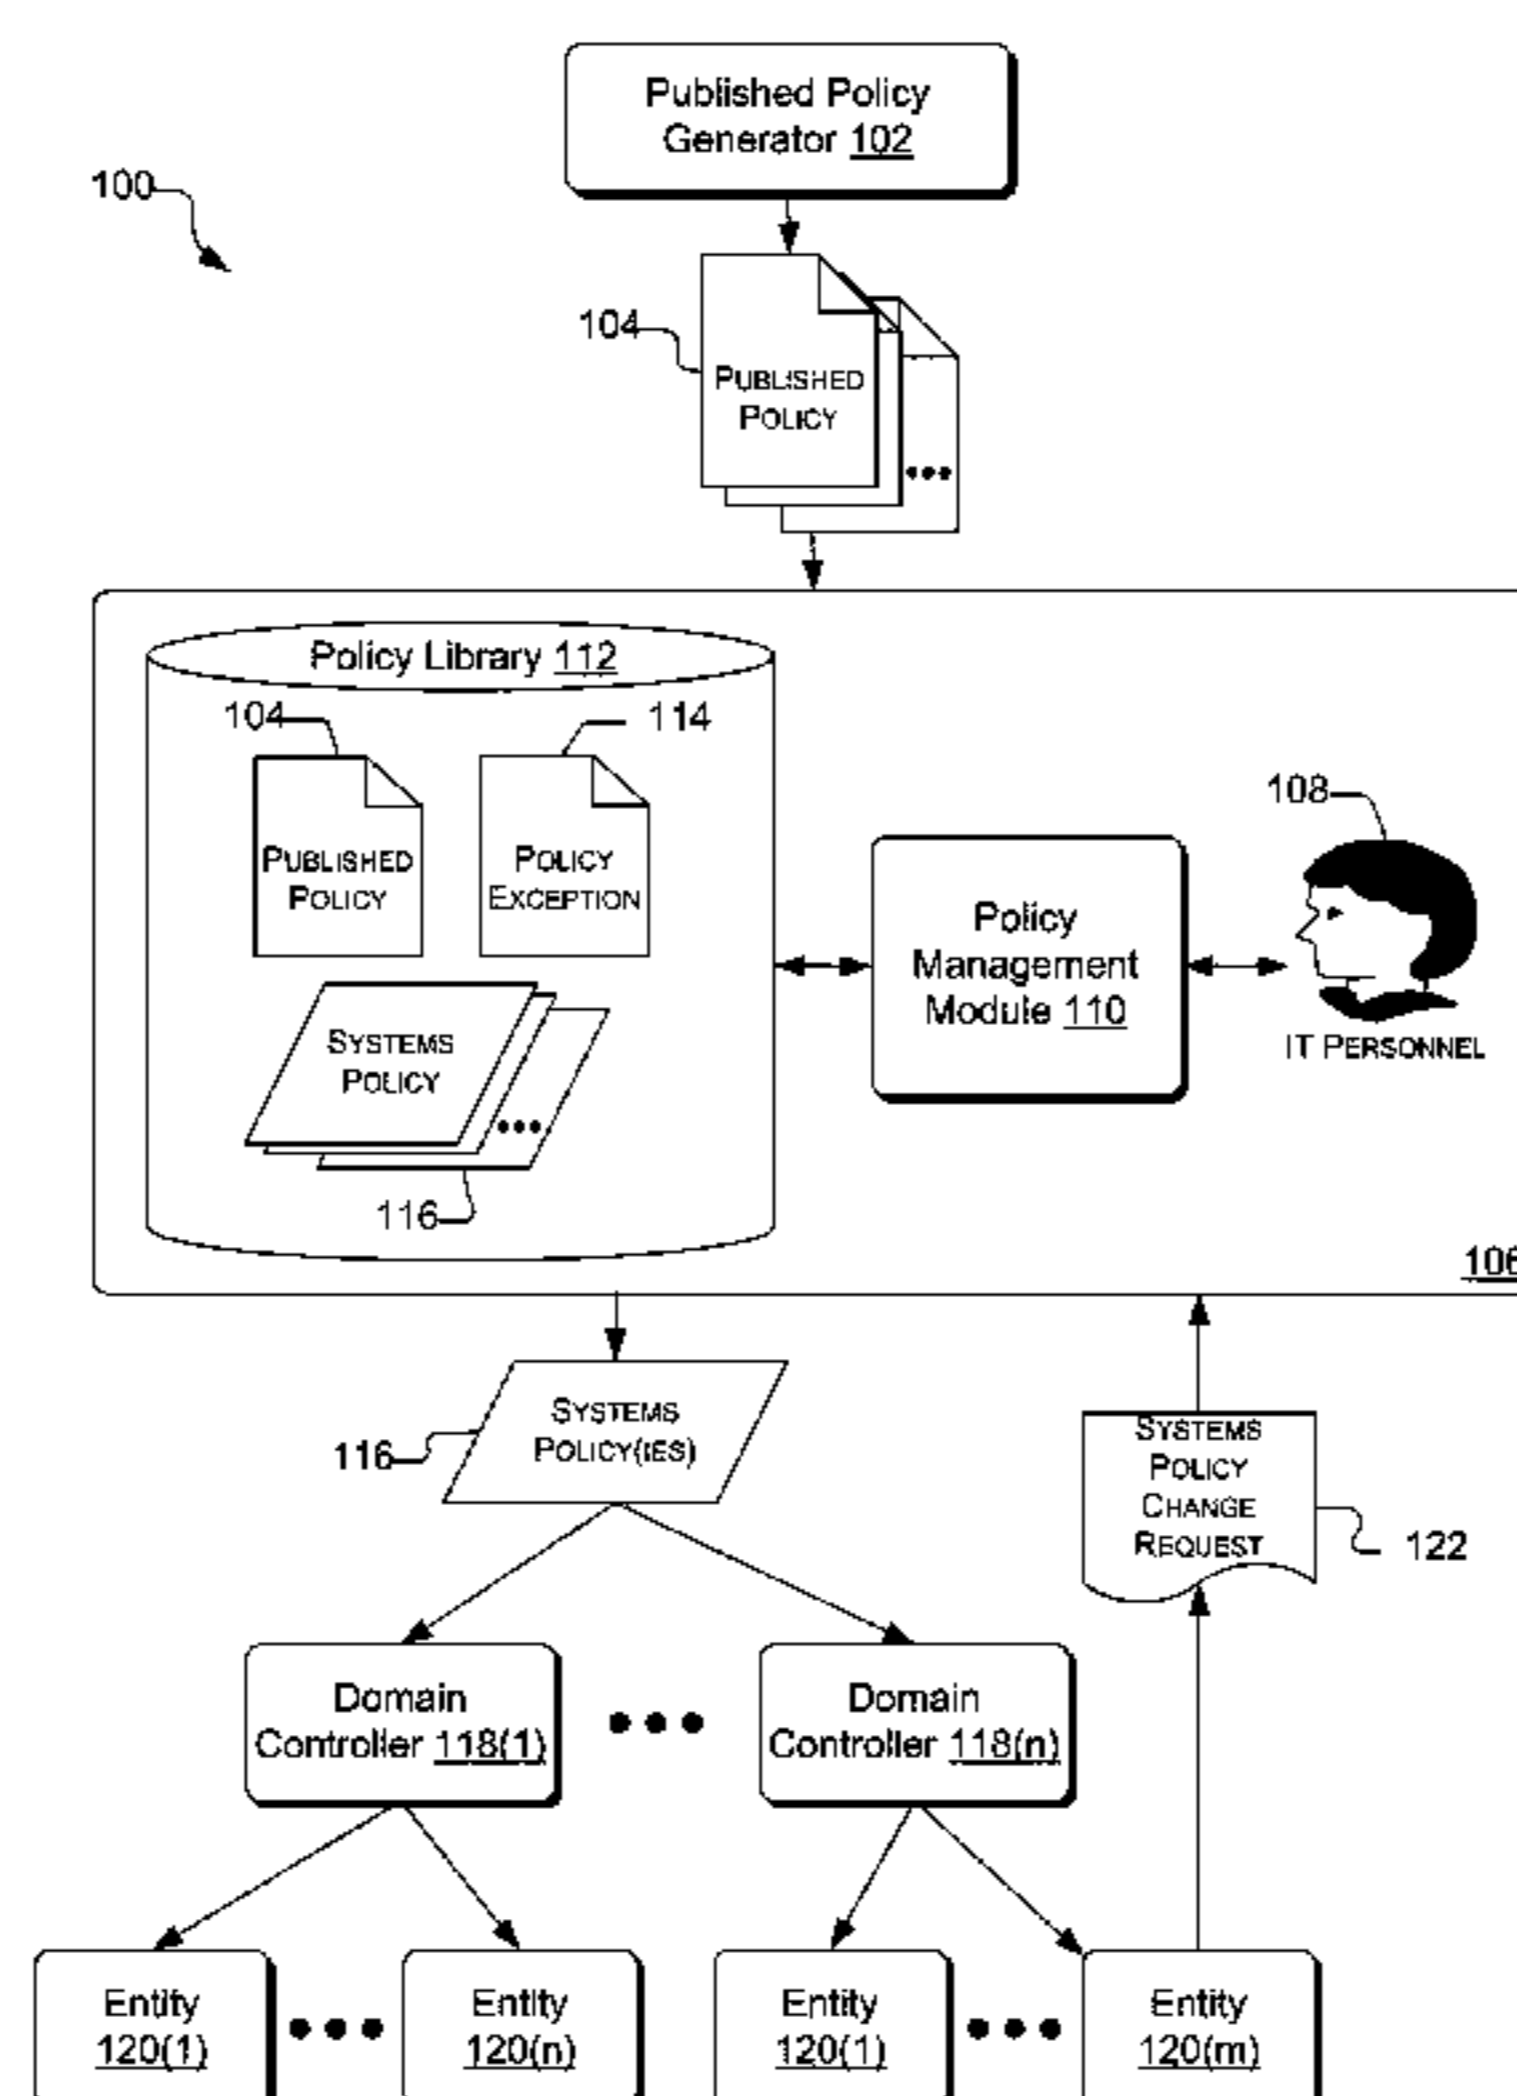 Published Policy
Generator 102
100
104
PUBLISHED
POLICY
•••
Policy Library 112
104
114
PUBLISHED
POLICY
POLICY
EXCEPTION
108
Policy
Management
Module 110
IT PERSONNEL
SYSTEMS
POLICY
•••
116
106
SYSTEMS
POLICY(IES)
116
SYSTEMS
POLICY
CHANGE
REQUEST
122
Domain
Controller 118(1)
•••
Domain
Controller 118(n)
Entity
120(1)
•••
Entity
120(n)
Entity
120(1)
•••
Entity
120(m)